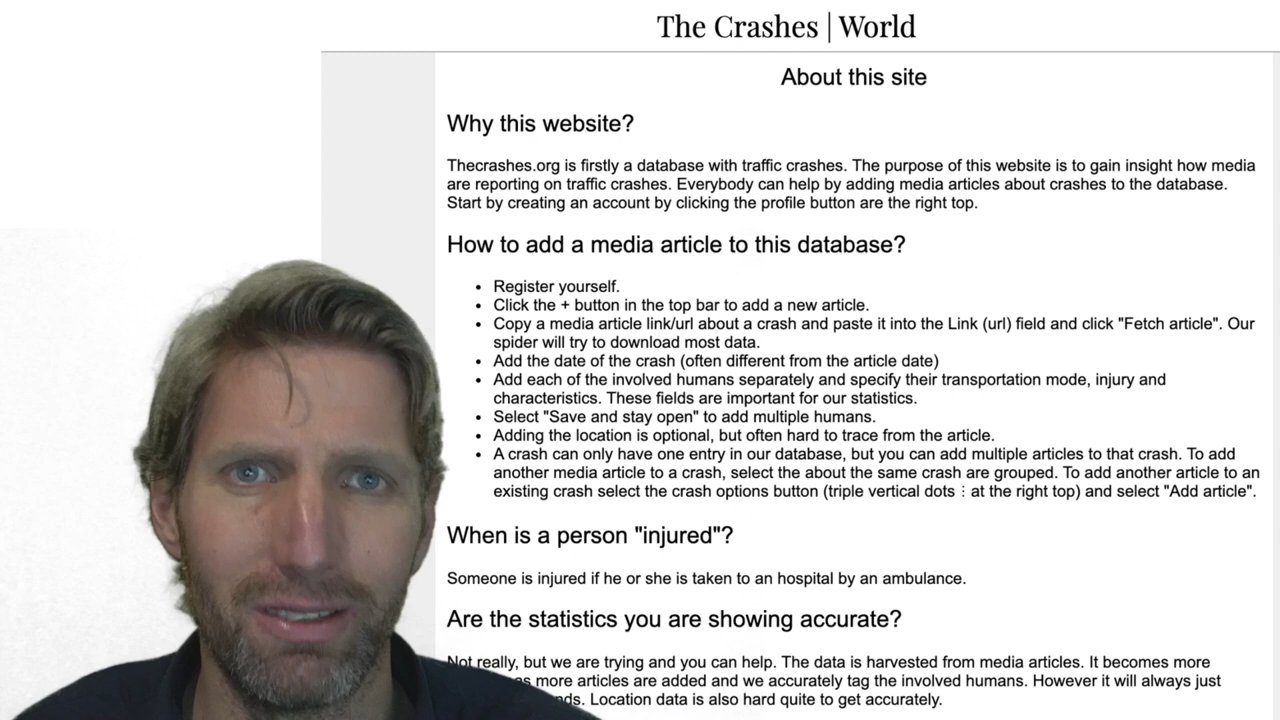 The Crashes | World
About this site
Why this website?
Thecrashes.org is firstly a database with traffic crashes. The purpose of this website is to gain insight how media
are reporting on traffic crashes. Everybody can help by adding media articles about crashes to the database.
Start by creating an account by clicking the profile button are the right top.
How to add a media article to this database?
• Register yourself.
• Click the + button in the top bar to add a new article.
• Copy a media article link/url about a crash and paste it into the Link (url) field and click "Fetch article". Our
spider will try to download most data.
• Add the date of the crash (often different from the article date)
• Add each of the involved humans separately and specify their transportation mode, injury and
characteristics. These fields are important for our statistics.
• Select "Save and stay open" to add multiple humans.
• Adding the location is optional, but often hard to trace from the article.
• A crash can only have one entry in our database, but you can add multiple articles to that crash. To add
another media article to a crash, select the about the same crash are grouped. To add another article to an
existing crash select the crash options button (triple vertical dots ⋮ at the right top) and select "Add article".
When is a person "injured"?
Someone is injured if he or she is taken to an hospital by an ambulance.
Are the statistics you are showing accurate?
Not really, but we are trying and you can help. The data is harvested from media articles. It becomes more
as more articles are added and we accurately tag the involved humans. However it will always just
Location data is also hard quite to get accurately.